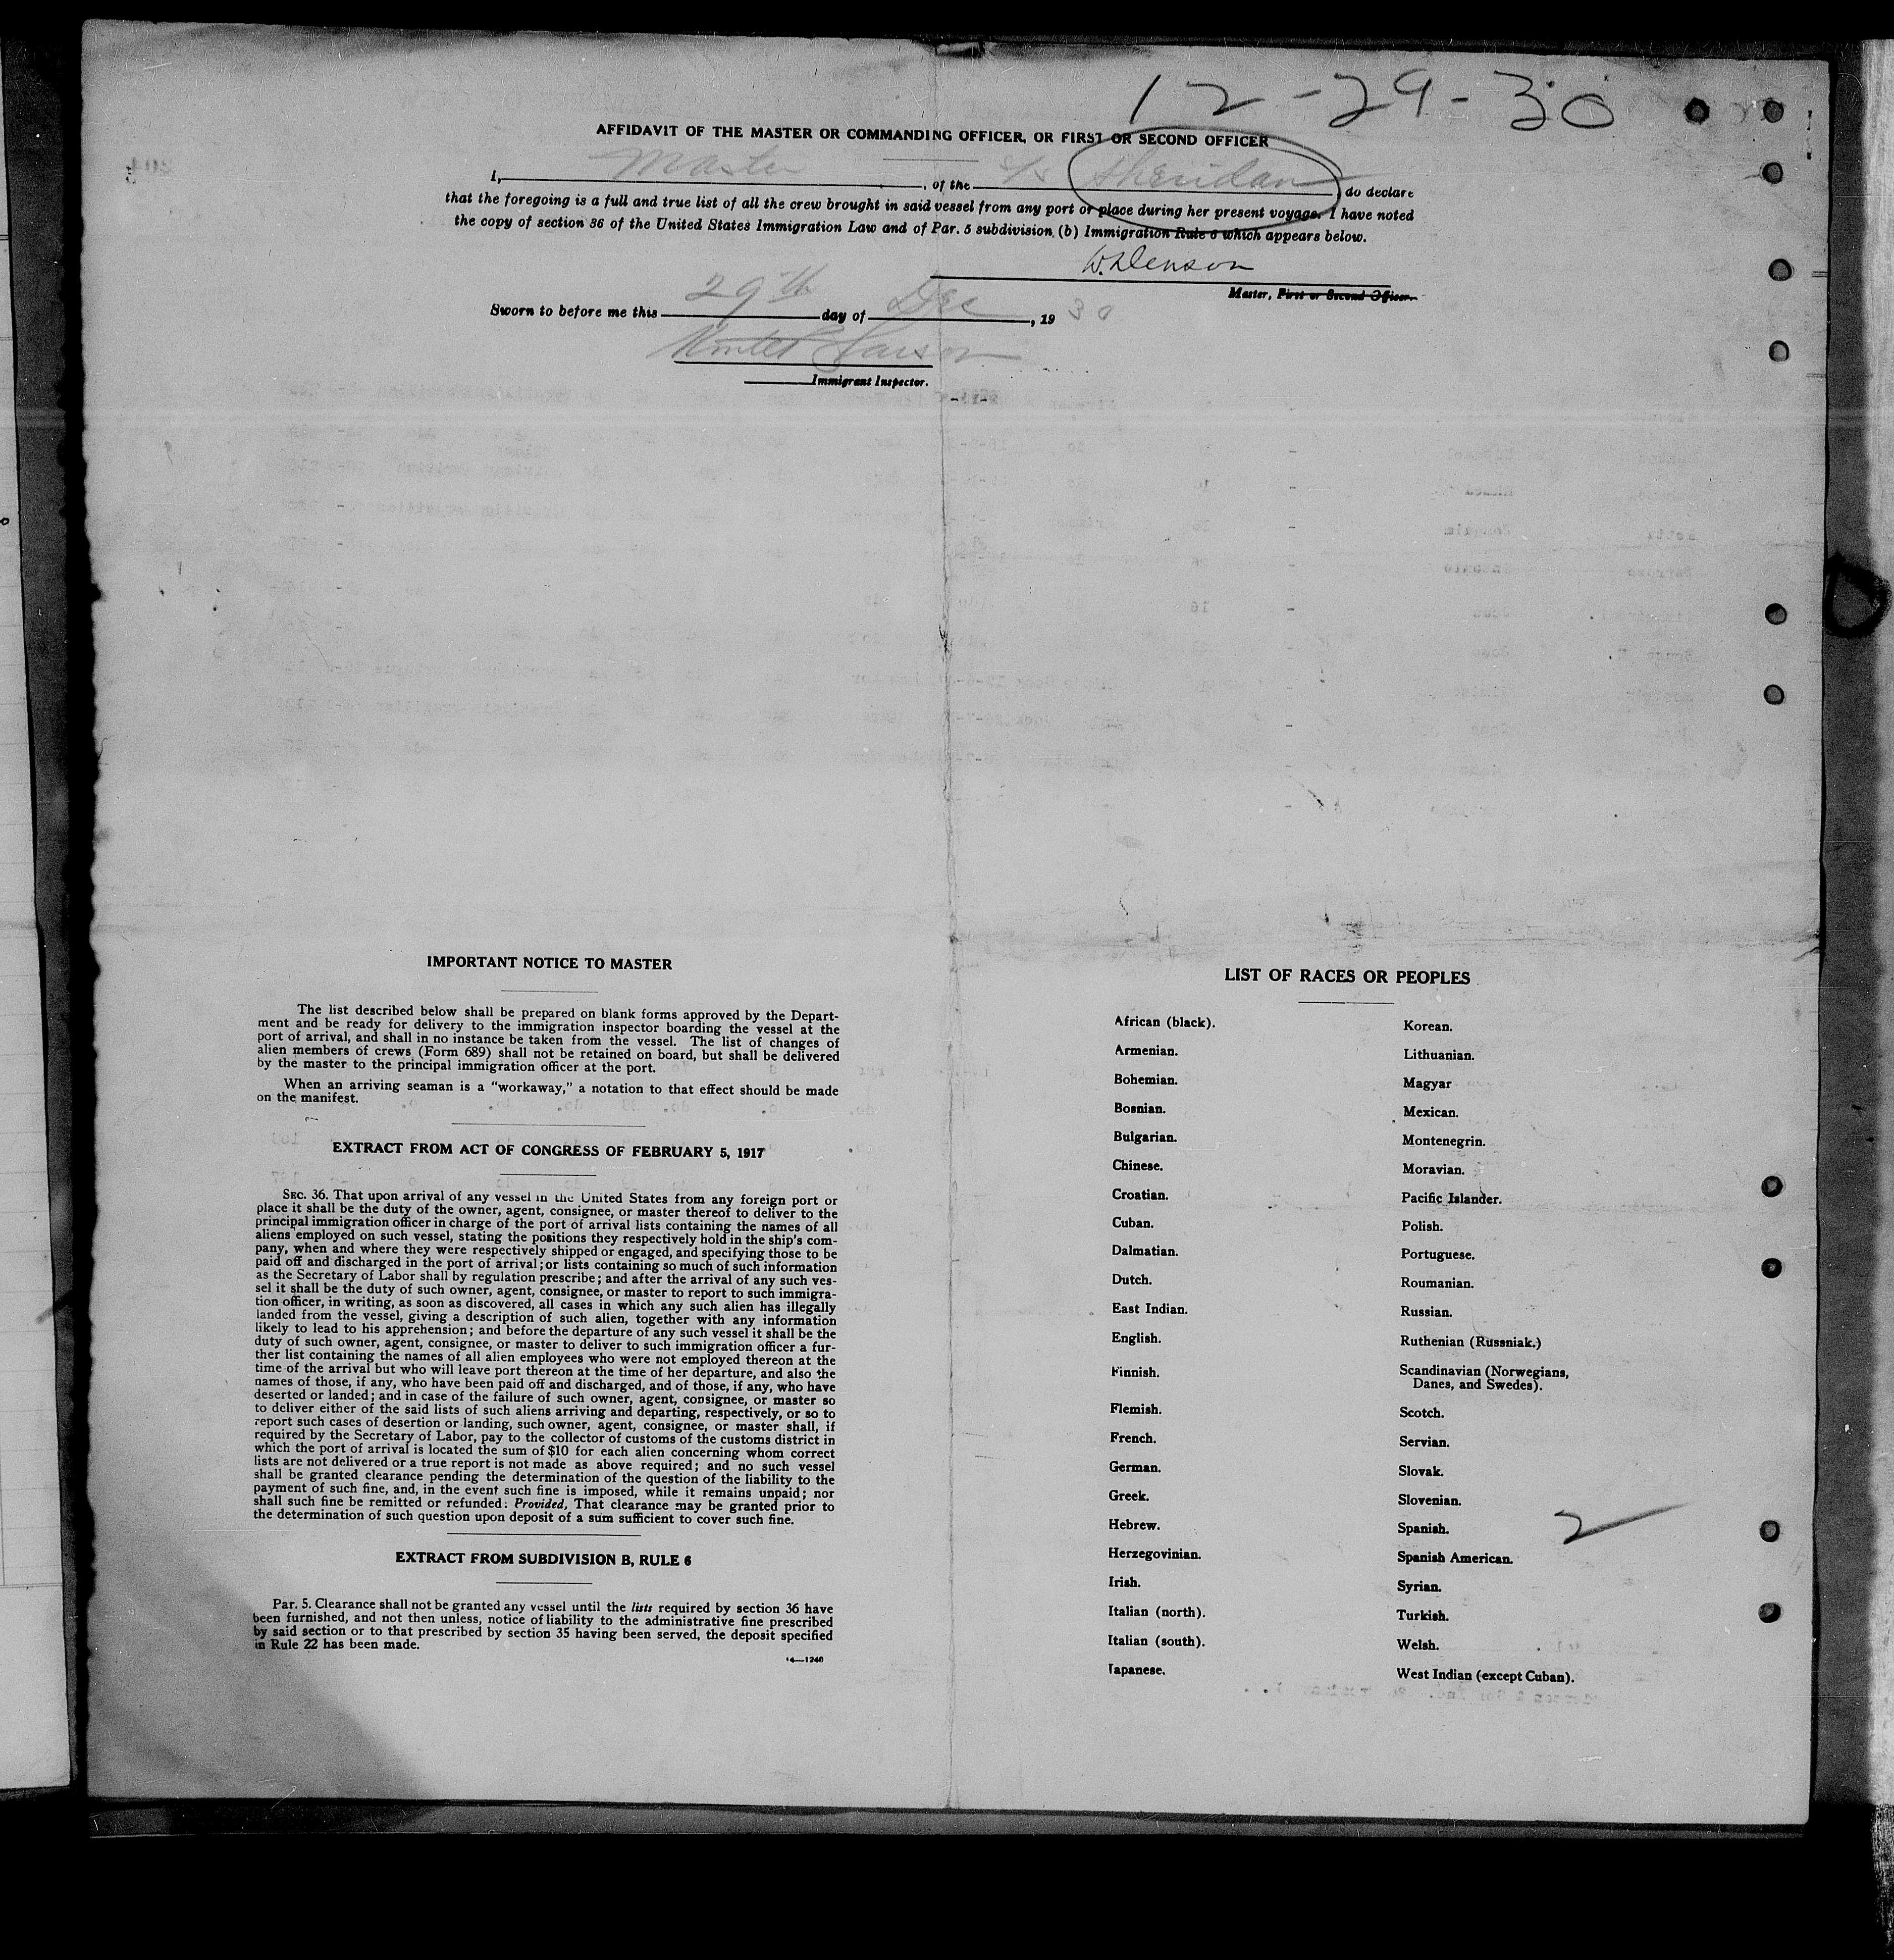 12-29-30
AFFIDAVIT OF THE MASTER OR COMMANDING OFFICER, OR FIRST OR SECOND OFFICER
I, Master, of the S/S Sheridan, do declare
that the foregoing is a full and true list of all the crew brought in said vessel from any port or place during her present voyage. I have noted
the copy of section 36 of the United States Immigration Law and of Par. 5 subdivision (b) Immigration Rule 6 which appears below.
Master, First or Second Officer.
Sworn to before me this 29th day of Dec, 1930
Immigrant Inspector.
IMPORTANT NOTICE TO MASTER
The list described below shall be prepared on blank forms approved by the Depart-
ment and be ready for delivery to the immigration inspector boarding the vessel at the
port of arrival, and shall in no instance be taken from the vessel. The list of changes of
alien members of crews (Form 689) shall not be retained on board, but shall be delivered
by the master to the principal immigration officer at the port.
When an arriving seaman is a "workaway," a notation to that effect should be made
on the manifest.
EXTRACT FROM ACT OF CONGRESS OF FEBRUARY 5, 1917
SEC. 36. That upon arrival of any vessel in the United States from any foreign port or
place it shall be the duty of the owner, agent, consignee, or master thereof to deliver to the
principal immigration officer in charge of the port of arrival lists containing the names of all
aliens employed on such vessel, stating the positions they respectively hold in the ship's com-
pany, when and where they were respectively shipped or engaged, and specifying those to be
paid off and discharged in the port of arrival; or lists containing so much of such information
as the Secretary of Labor shall by regulation prescribe; and after the arrival of any such ves-
sel it shall be the duty of such owner, agent, consignee, or master to report to such immigra-
tion officer, in writing, as soon as discovered, all cases in which any such alien has illegally
landed from the vessel, giving a description of such alien, together with any information
likely to lead to his apprehension; and before the departure of any such vessel it shall be the
duty of such owner, agent, consignee, or master to deliver to such immigration officer a fur-
ther list containing the names of all alien employees who were not employed thereon at the
time of the arrival but who will leave port thereon at the time of her departure, and also the
names of those, if any, who have been paid off and discharged, and of those, if any, who have
deserted or landed; and in case of the failure of such owner, agent, consignee, or master so
to deliver either of the said lists of such aliens arriving and departing, respectively, or so to
report such cases of desertion or landing, such owner, agent, consignee, or master shall, if
required by the Secretary of Labor, pay to the collector of customs of the customs district in
which the port of arrival is located the sum of $10 for each alien concerning whom correct
lists are not delivered or a true report is not made as above required; and no such vessel
shall be granted clearance pending the determination of the question of the liability to the
payment of such fine, and, in the event such fine is imposed, while it remains unpaid; nor
shall such fine be remitted or refunded: Provided, That clearance may be granted prior to
the determination of such question upon deposit of a sum sufficient to cover such fine.
EXTRACT FROM SUBDIVISION B, RULE 6
Par. 5. Clearance shall not be granted any vessel until the lists required by section 36 have
been furnished, and not then unless, notice of liability to the administrative fine prescribed
by said section or to that prescribed by section 35 having been served, the deposit specified
in Rule 22 has been made.
14—1240
LIST OF RACES OR PEOPLES
African (black).
Armenian.
Bohemian.
Bosnian.
Bulgarian.
Chinese.
Croatian.
Cuban.
Dalmatian.
Dutch.
East Indian.
English.
Finnish.
Flemish.
French.
German.
Greek.
Hebrew.
Herzegovinian.
Irish.
Italian (north).
Italian (south).
Japanese.
Korean.
Lithuanian.
Magyar
Mexican.
Montenegrin.
Moravian.
Pacific Islander.
Polish.
Portuguese.
Roumanian.
Russian.
Ruthenian (Russniak.)
Scandinavian (Norwegians,
Danes, and Swedes).
Scotch.
Servian.
Slovak.
Slovenian.
Spanish.
Spanish American.
Syrian.
Turkish.
Welsh.
West Indian (except Cuban).
2